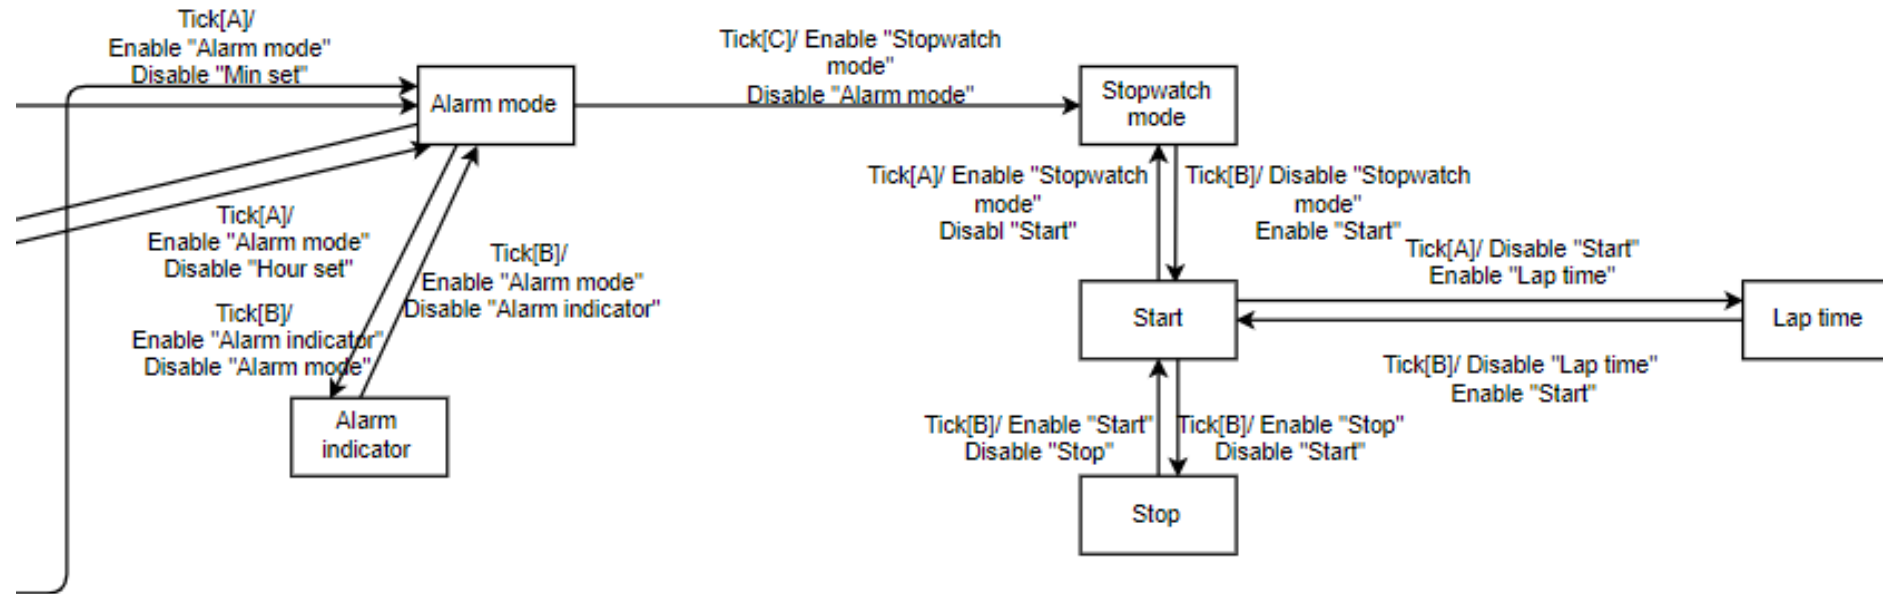 Tick[A]/
Enable "Alarm mode"
Disable "Min set"
Alarm mode
Tick[C]/ Enable "Stopwatch
mode"
Disable "Alarm mode"
Stopwatch
mode
Tick[A]/
Enable "Alarm mode"
Disable "Hour set"
Tick[B]/
Enable "Alarm mode"
Disable "Alarm indicator"
Tick[B]/
Enable "Alarm indicator"
Disable "Alarm mode"
Alarm
indicator
Tick[A]/ Enable "Stopwatch
mode"
Disabl "Start"
Tick[B]/ Disable "Stopwatch
mode"
Enable "Start"
Tick[A]/ Disable "Start"
Enable "Lap time"
Start
Lap time
Tick[B]/ Disable "Lap time"
Enable "Start"
Tick[B]/ Enable "Start"
Disable "Stop"
Tick[B]/ Enable "Stop"
Disable "Start"
Stop